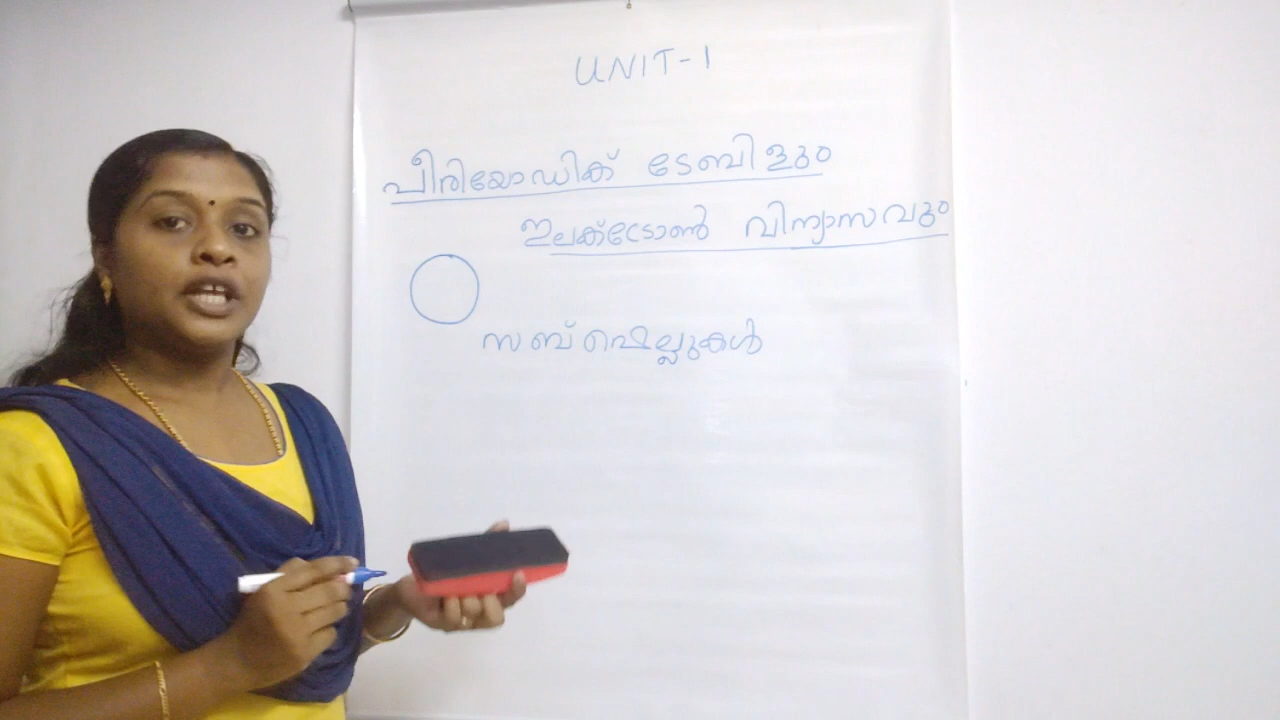 UNIT-1
പീരിയോഡിക് ടേബിളും
ഇലക്ട്രോൺ വിന്യാസവും
സബ്ഷെല്ലുകൾ